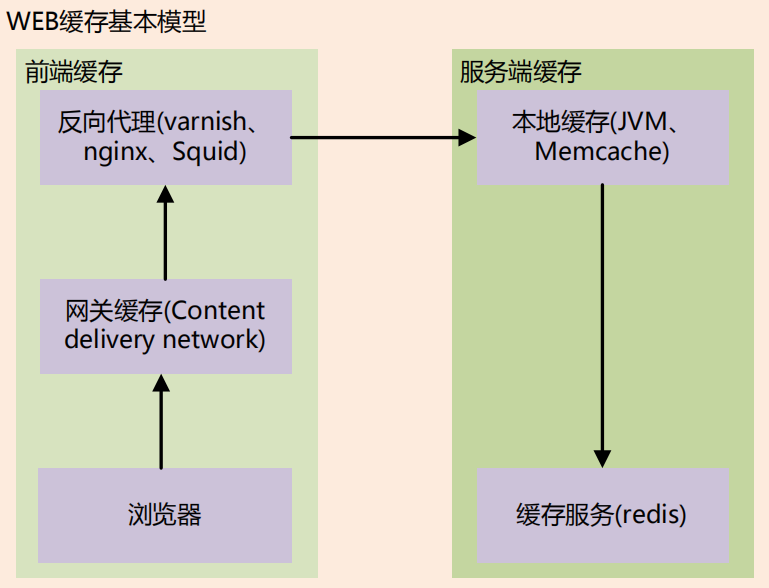 WEB缓存基本模型
前端缓存
反向代理(varnish、
nginx、Squid)
网关缓存(Content
delivery network)
浏览器
服务端缓存
本地缓存(JVM、
Memcache)
缓存服务(redis)